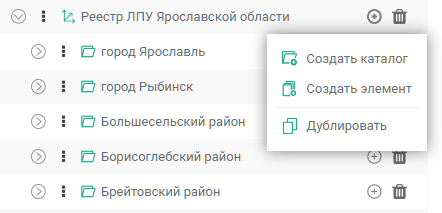 Реестр ЛПУ Ярославской области
город Ярославль
город Рыбинск
Большесельский район
Борисоглебский район
Брейтовский район
Создать каталог
Создать элемент
Дублировать